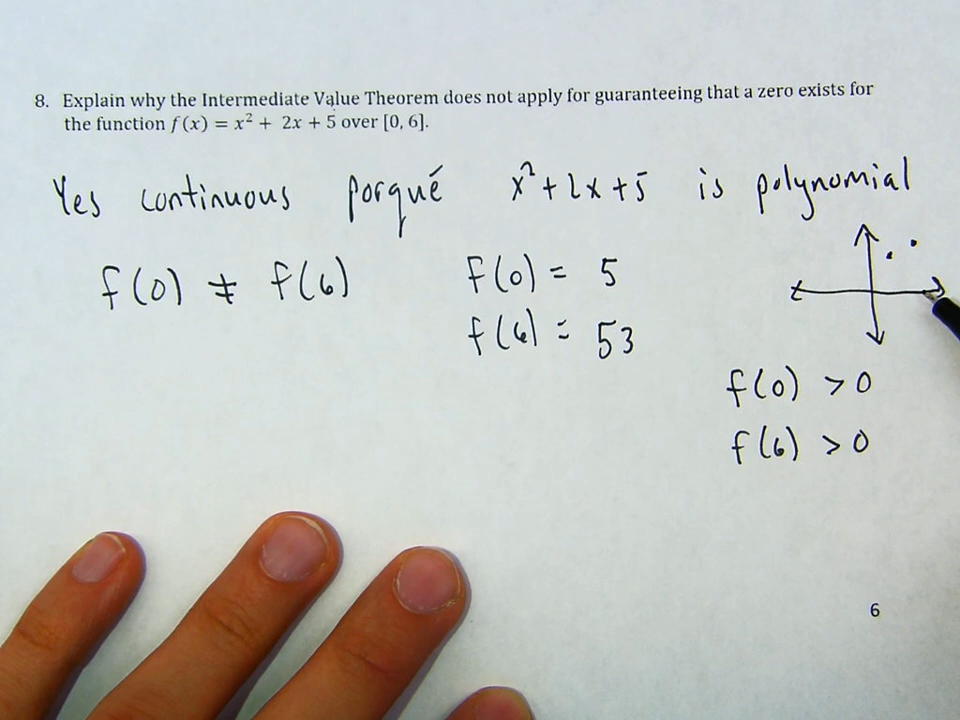 8. Explain why the Intermediate Value Theorem does not apply for guaranteeing that a zero exists for
the function f(x) = x² + 2x + 5 over [0, 6].
Yes continuous porqué x²+2x+5 is polynomial
f(0) ≠ f(6) f(0) = 5
f(6) = 53
f(0) >0
f(6) >0
6